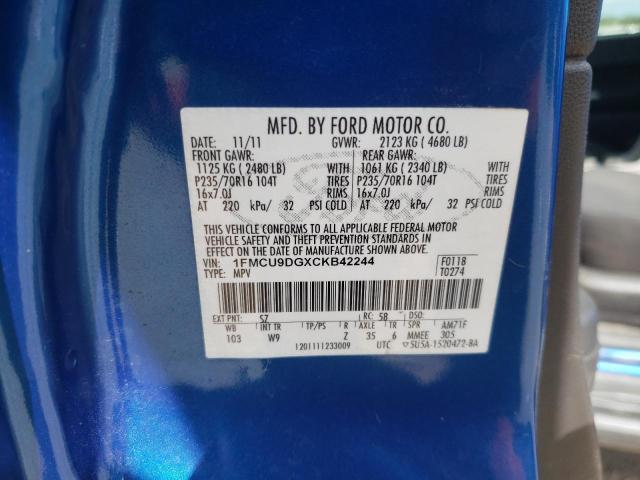 MFD. BY FORD MOTOR CO.
DATE: 11/11 GVWR: 2123 KG ( 4680 LB)
FRONT GAWR: REAR GAWR:
1125 KG ( 2480 LB) WITH 1061 KG ( 2340 LB) WITH
P235/70R16 104T TIRES P235/70R16 104T TIRES
16x7.0J RIMS 16x7.0J RIMS
AT 220 kPa/ 32 PSI COLD AT 220 kPa/ 32 PSI COLD
THIS VEHICLE CONFORMS TO ALL APPLICABLE FEDERAL MOTOR
VEHICLE SAFETY AND THEFT PREVENTION STANDARDS IN
EFFECT ON THE DATE OF MANUFACTURE SHOWN ABOVE.
VIN: 1FMCU9DGXCKB42244 F0118
TYPE: MPV T0274
EXT PNT: SZ RC: 58 DSO:
WB INT TR TP/PS R AXLE TR SPR AM71F
103 W9 Z 35 6 MMEE 305
1201111233009 UTC 5U5A-1520472-BA
Ford